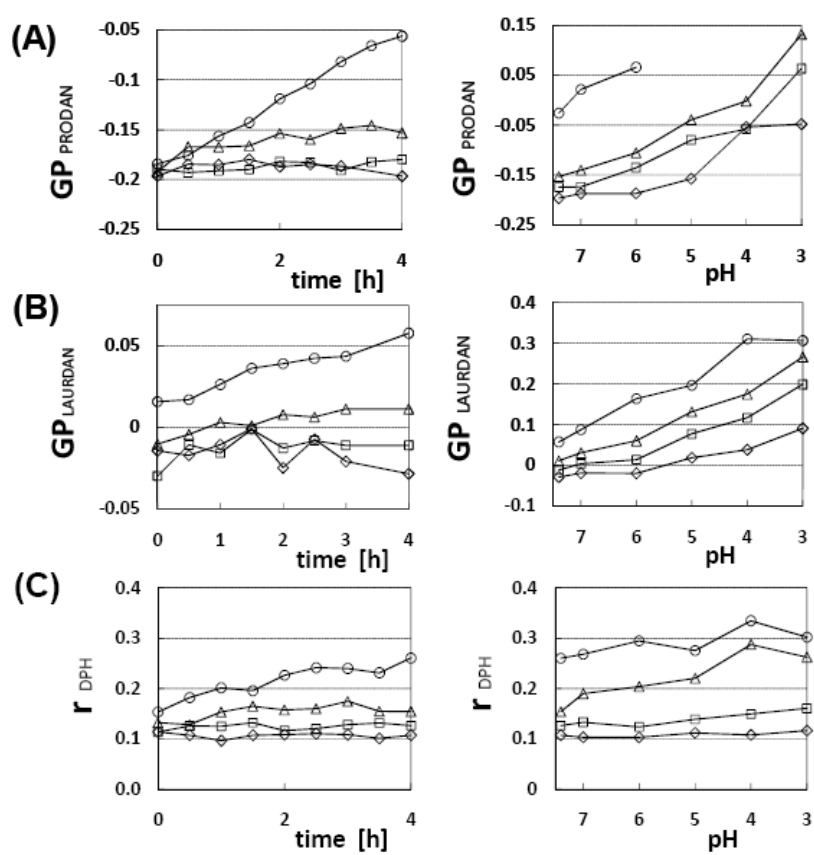 (A)
-0.05
-0.1
-0.15
-0.2
-0.25
GP PRODAN
0 2 4
time [h]
0.15
0.05
-0.05
-0.15
-0.25
GP PRODAN
7 6 5 4 3
pH
(B)
0.05
0
-0.05
GP LAURDAN
0 1 2 3 4
time [h]
0.4
0.3
0.2
0.1
0
-0.1
GP LAURDAN
7 6 5 4 3
pH
(C)
0.4
0.3
0.2
0.1
0.0
r DPH
0 2 4
time [h]
0.4
0.3
0.2
0.1
0
r DPH
7 6 5 4 3
pH